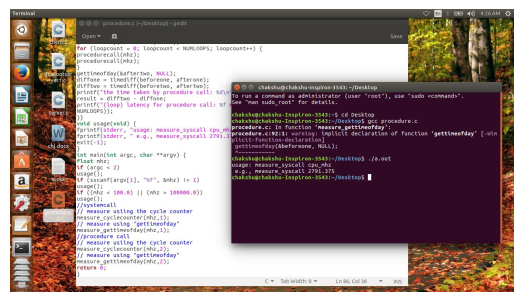 Terminal
En
4:26 AM
procedure.c (~/Desktop) - gedit
Open
Save
for (loopcount = 0; loopcount < NUMLOOPS; loopcount++) {
procedurecall(mhz);
procedurecall(mhz);
}
gettimeofday(&aftertwo, NULL);
diffone = timediff(beforeone, afterone);
difftwo = timediff(beforetwo, aftertwo);
printf("the time taken by procedure call: %d\n
result = difftwo - diffone;
printf("(loop) latency for procedure call: %f
NUMLOOPS));
}}
void usage(void) {
fprintf(stderr, "usage: measure_syscall cpu_mh
fprintf(stderr, " e.g., measure_syscall 2791.3
exit(-1);
}
int main(int argc, char **argv) {
float mhz;
if (argc < 2)
usage();
if (sscanf(argv[1], "%f", &mhz) != 1)
usage();
if ((mhz < 100.0) || (mhz > 100000.0))
usage();
//systemcall
// measure using the cycle counter
measure_cyclecounter(mhz,1);
// measure using "gettimeofday"
measure_gettimeofday(mhz,1);
//procedure call
// measure using the cycle counter
measure_cyclecounter(mhz,2);
// measure using "gettimeofday"
measure_gettimeofday(mhz,2);
return 0;
}
C
Tab Width: 8
Ln 86, Col 36
INS
chakshu@chakshu-Inspiron-3543: ~/Desktop
To run a command as administrator (user "root"), use "sudo <command>".
See "man sudo_root" for details.
chakshu@chakshu-Inspiron-3543:~$ cd Desktop
chakshu@chakshu-Inspiron-3543:~/Desktop$ gcc procedure.c
procedure.c: In function 'measure_gettimeofday':
procedure.c:92:1: warning: implicit declaration of function 'gettimeofday' [-Wim
plicit-function-declaration]
gettimeofday(&beforeone, NULL);
^
chakshu@chakshu-Inspiron-3543:~/Desktop$ ./a.out
usage: measure_syscall cpu_mhz
e.g., measure_syscall 2791.375
chakshu@chakshu-Inspiron-3543:~/Desktop$
chj.docx